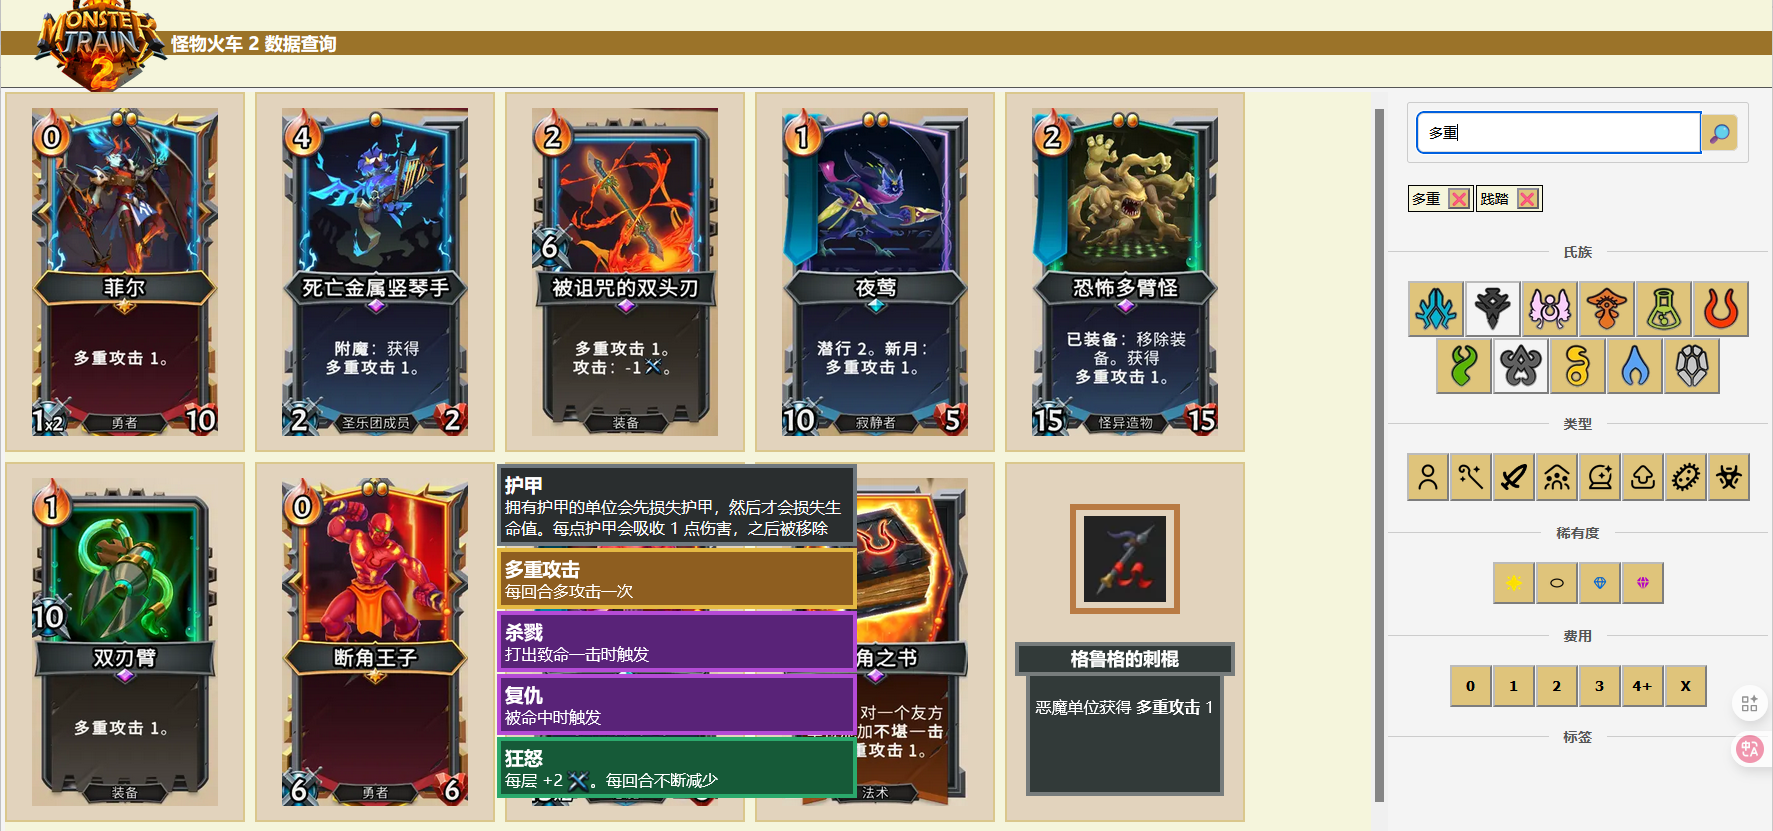 MONSTER
TRAIN
2
怪物火车 2 数据查询
0
菲尔
多重攻击 1。
1x2
勇者
10
4
死亡金属竖琴手
附魔：获得
多重攻击 1。
2
圣乐团成员
2
2
6
被诅咒的双头刃
多重攻击 1。
攻击：-1。
装备
1
夜莺
潜行 2。新月：
多重攻击 1。
10
寂静者
5
2
恐怖多臂怪
已装备：移除装
备。获得
多重攻击 1。
15
怪异造物
15
1
10
双刃臂
多重攻击 1。
装备
0
断角王子
6
勇者
6
护甲
拥有护甲的单位会先损失护甲，然后才会损失生
命值。每点护甲会吸收 1 点伤害，之后被移除
多重攻击
每回合多攻击一次
杀戮
打出致命一击时触发
复仇
被命中时触发
狂怒
每层 +2 。每回合不断减少
角之书
对一个友方
加不堪一击
重攻击 1。
法术
格鲁格的刺棍
恶魔单位获得 多重攻击 1
多重
多重
践踏
氏族
类型
稀有度
费用
0
1
2
3
4+
X
标签